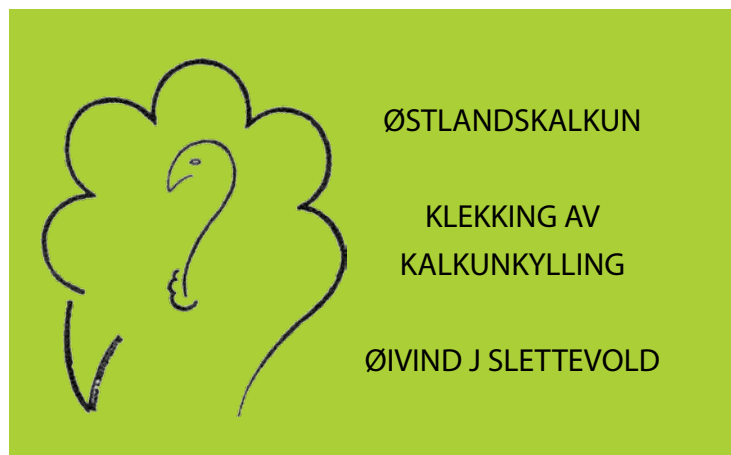 ØSTLANDSKALKUN
KLEKKING AV
KALKUNKYLLING
ØIVIND J SLETTEVOLD